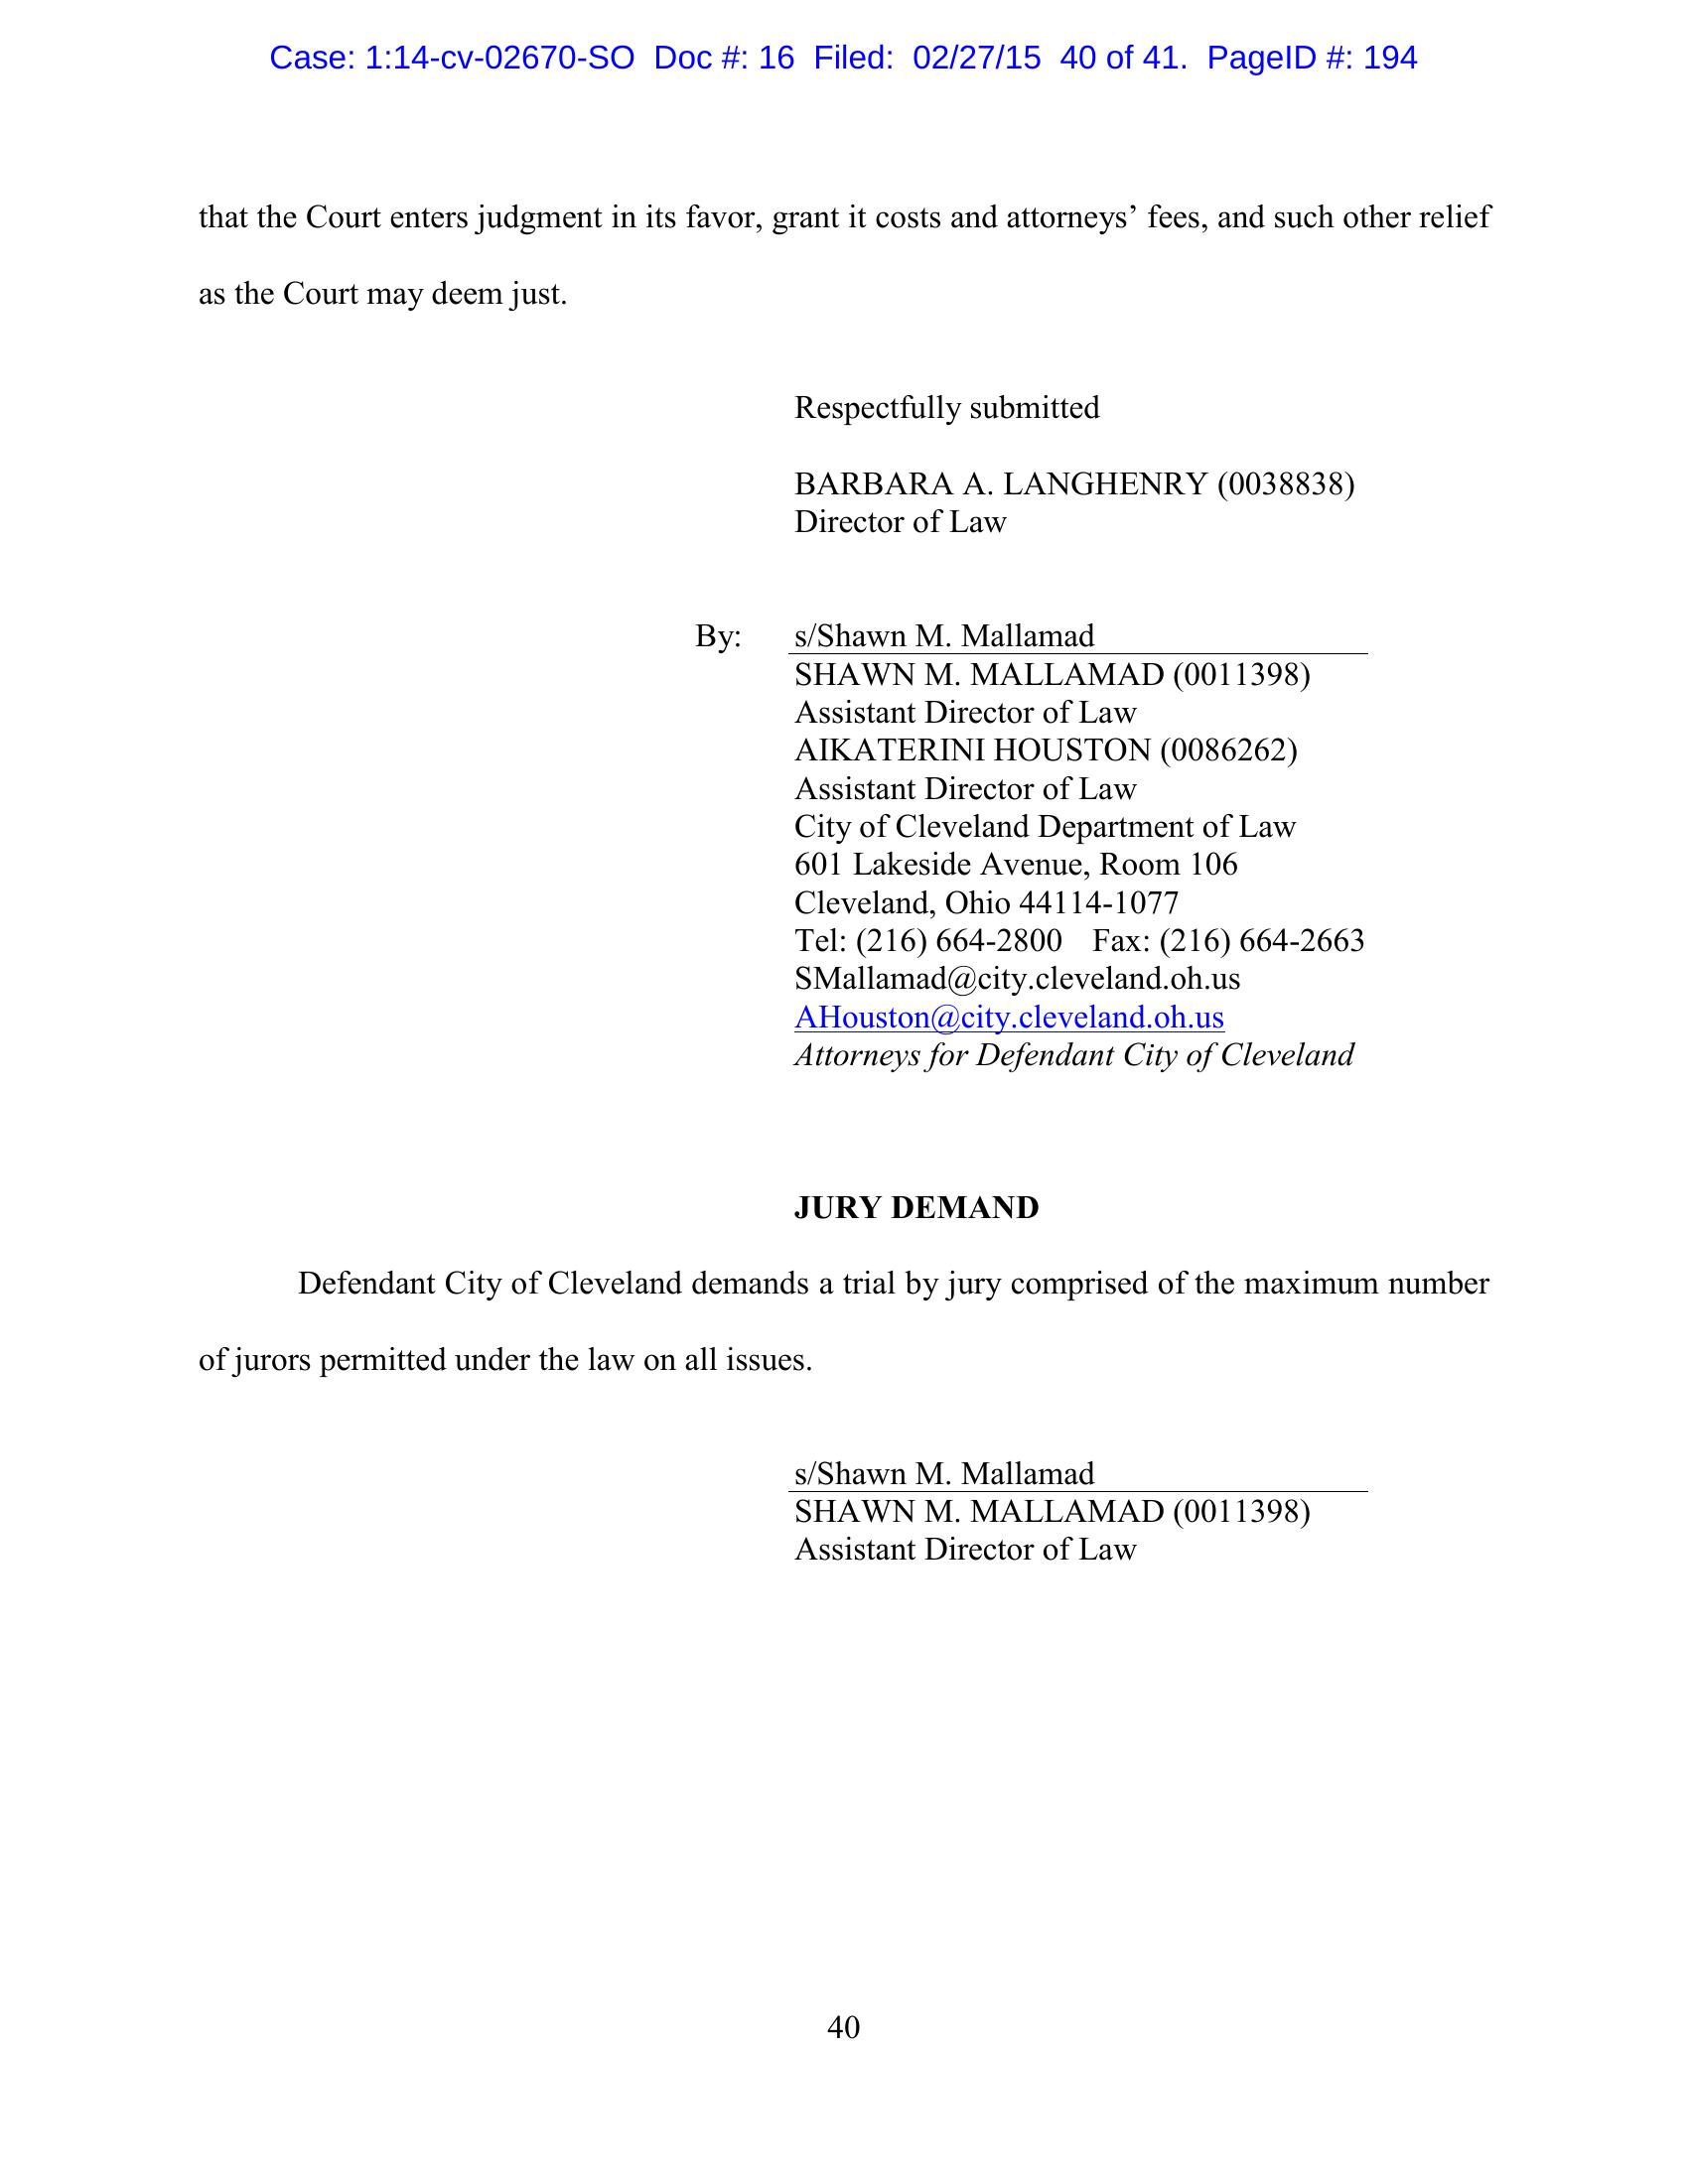 Case: 1:14-cv-02670-SO Doc #: 16 Filed: 02/27/15 40 of 41. PageID #: 194
that the Court enters judgment in its favor, grant it costs and attorneys’ fees, and such other relief
as the Court may deem just.
Respectfully submitted
BARBARA A. LANGHENRY (0038838)
Director of Law
By: s/Shawn M. Mallamad
SHAWN M. MALLAMAD (0011398)
Assistant Director of Law
AIKATERINI HOUSTON (0086262)
Assistant Director of Law
City of Cleveland Department of Law
601 Lakeside Avenue, Room 106
Cleveland, Ohio 44114-1077
Tel: (216) 664-2800 Fax: (216) 664-2663
SMallamad@city.cleveland.oh.us
AHouston@city.cleveland.oh.us
Attorneys for Defendant City of Cleveland
JURY DEMAND
Defendant City of Cleveland demands a trial by jury comprised of the maximum number
of jurors permitted under the law on all issues.
s/Shawn M. Mallamad
SHAWN M. MALLAMAD (0011398)
Assistant Director of Law
40